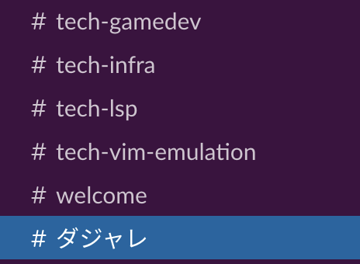 # tech-gamedev
# tech-infra
# tech-lsp
# tech-vim-emulation
# welcome
# ダジャレ